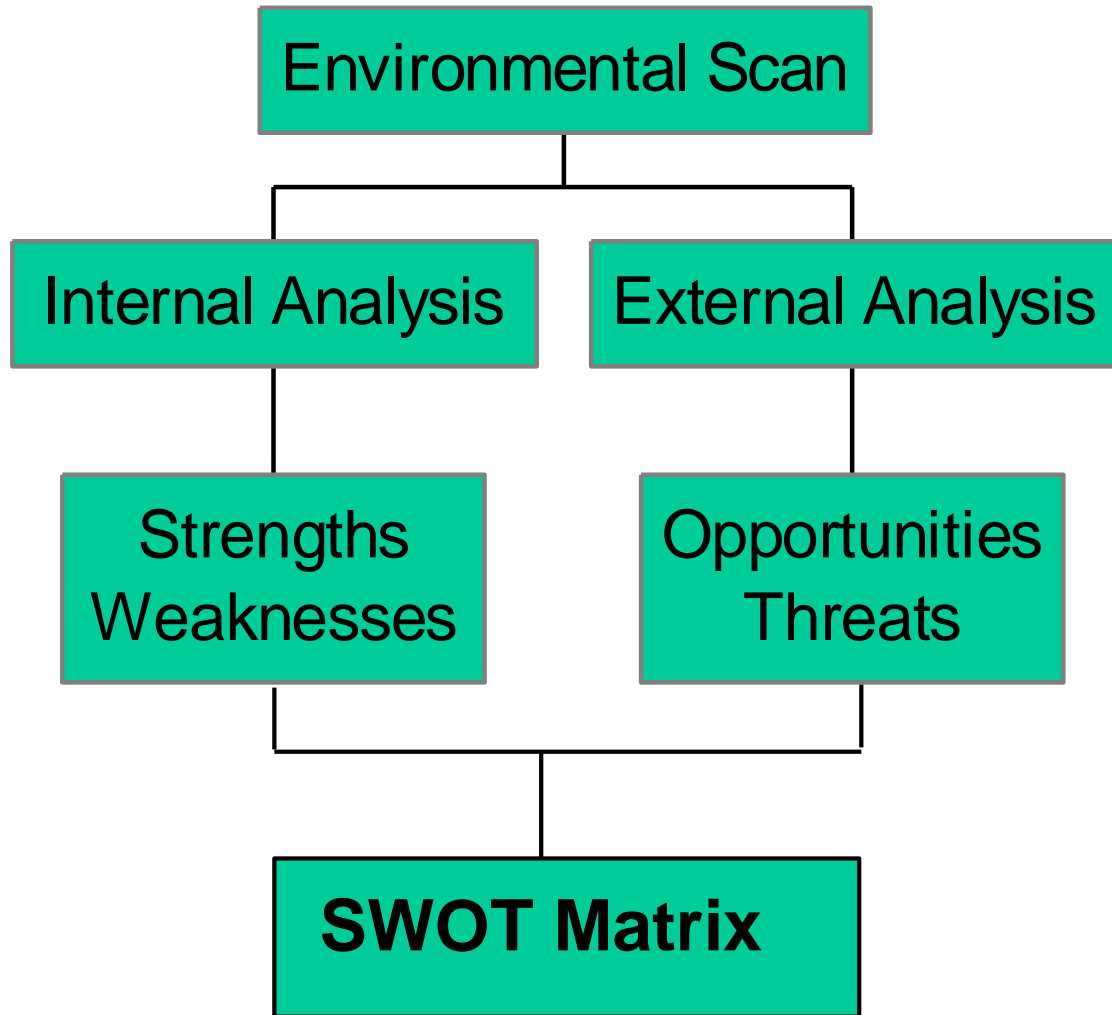 Environmental Scan
Internal Analysis
External Analysis
Strengths
Weaknesses
Opportunities
Threats
SWOT Matrix